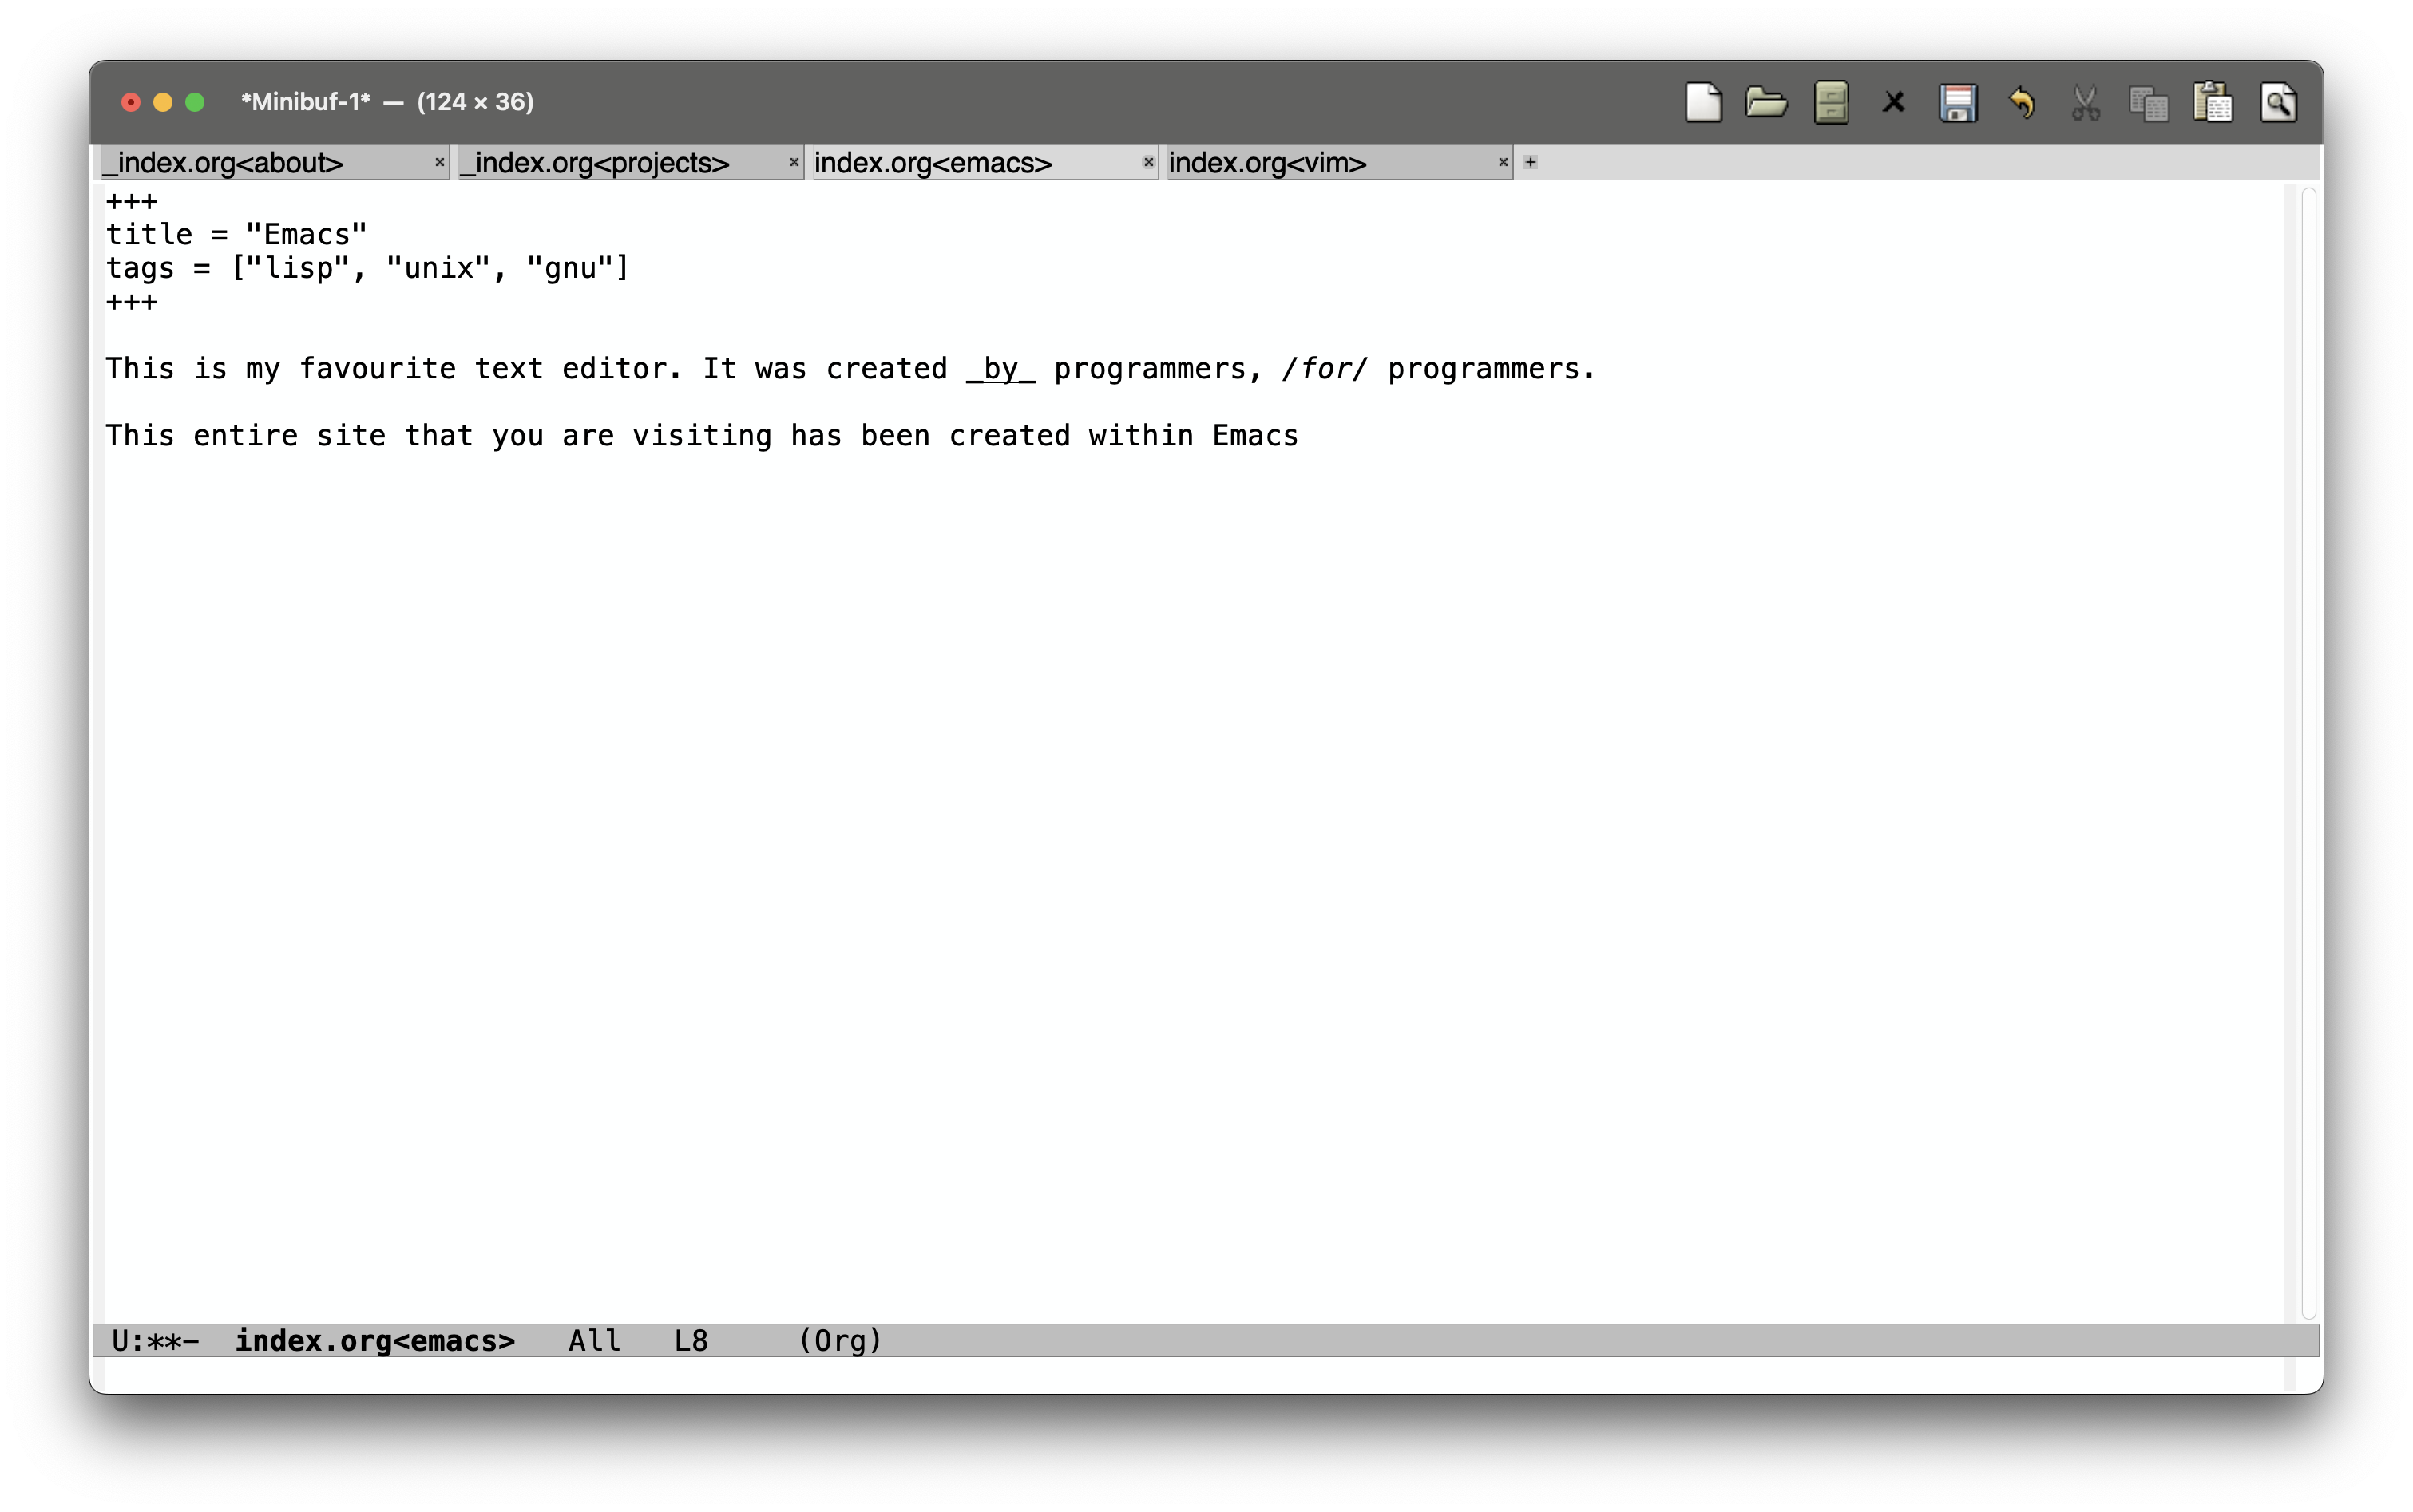 *Minibuf-1* — (124 × 36)
_index.org<about> × _index.org<projects> × index.org<emacs> × index.org<vim> × +
+++
title = "Emacs"
tags = ["lisp", "unix", "gnu"]
+++
This is my favourite text editor. It was created _by_ programmers, /for/ programmers.
This entire site that you are visiting has been created within Emacs
U:**- index.org<emacs> All L8 (Org)